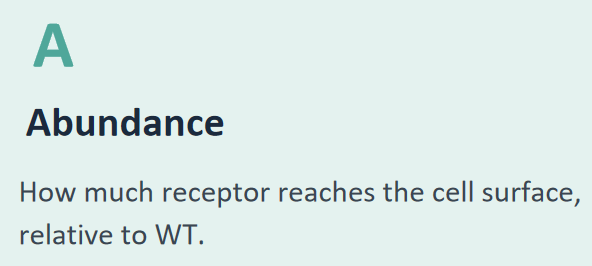 A
Abundance
How much receptor reaches the cell surface,
relative to WT.